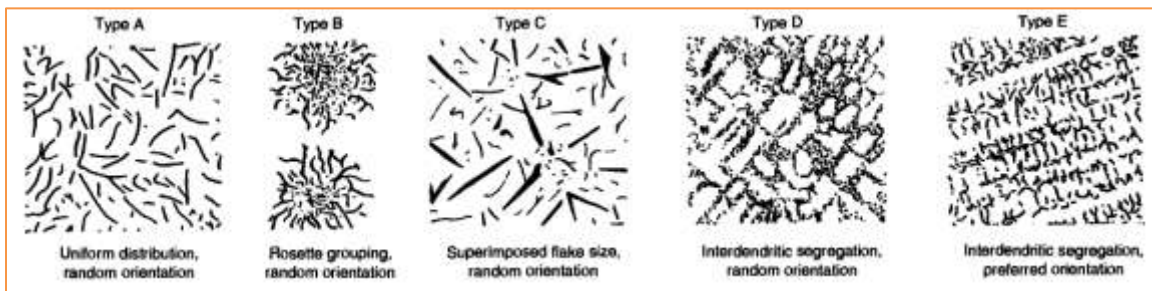 Type A
Type B
Type C
Type D
Type E
Uniform distribution,
random orientation
Rosette grouping,
random orientation
Superimposed flake size,
random orientation
Interdendritic segregation,
random orientation
Interdendritic segregation,
preferred orientation